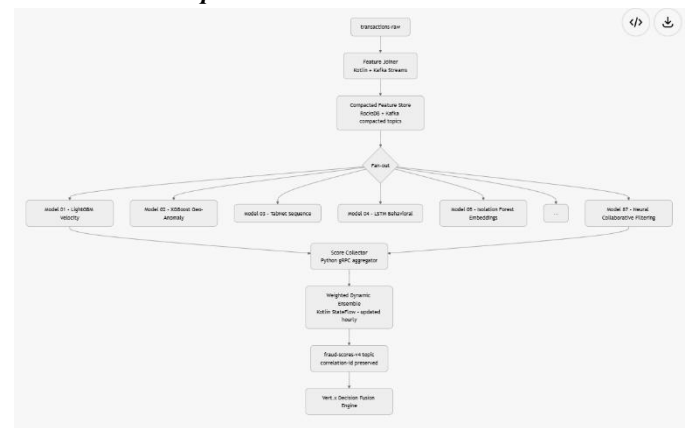 transactions-raw
Feature Joiner
Kotlin + Kafka Streams
Compacted Feature Store
RocksDB + Kafka
compacted topics
Fan-out
Model 01 - LightGBM
Velocity
Model 02 - XGBoost Geo-
Anomaly
Model 03 - TabNet Sequence
Model 04 - LSTM Behavioral
Model 05 - Isolation Forest
Embeddings
...
Model 87 - Neural
Collaborative Filtering
Score Collector
Python gRPC aggregator
Weighted Dynamic
Ensemble
Kotlin StateFlow - updated
hourly
fraud-scores-v4 topic
correlation-id preserved
Vert.x Decision Fusion
Engine